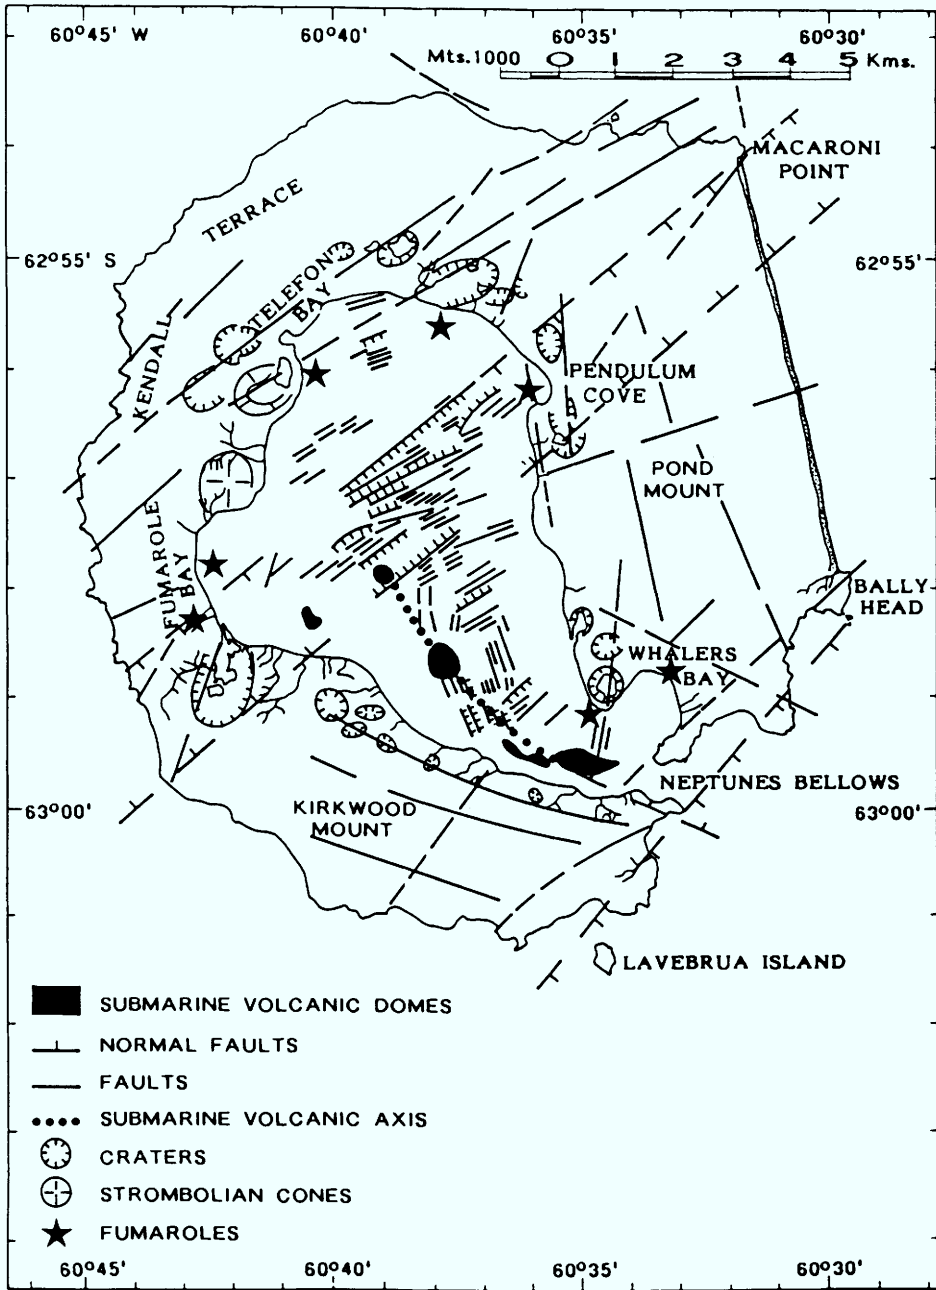 60°45' W 60°40' 60°35' 60°30'
Mts.1000 0 1 2 3 4 5 Kms.
MACARONI
POINT
TERRACE
62°55' S 62°55'
TELEFON
BAY
KENDALL
PENDULUM
COVE
POND
MOUNT
FUMAROLE
BAY
BALLY
HEAD
WHALERS
BAY
NEPTUNES BELLOWS
63°00' 63°00'
KIRKWOOD
MOUNT
LAVEBRUA ISLAND
SUBMARINE VOLCANIC DOMES
NORMAL FAULTS
FAULTS
SUBMARINE VOLCANIC AXIS
CRATERS
STROMBOLIAN CONES
FUMAROLES
60°45' 60°40' 60°35' 60°30'